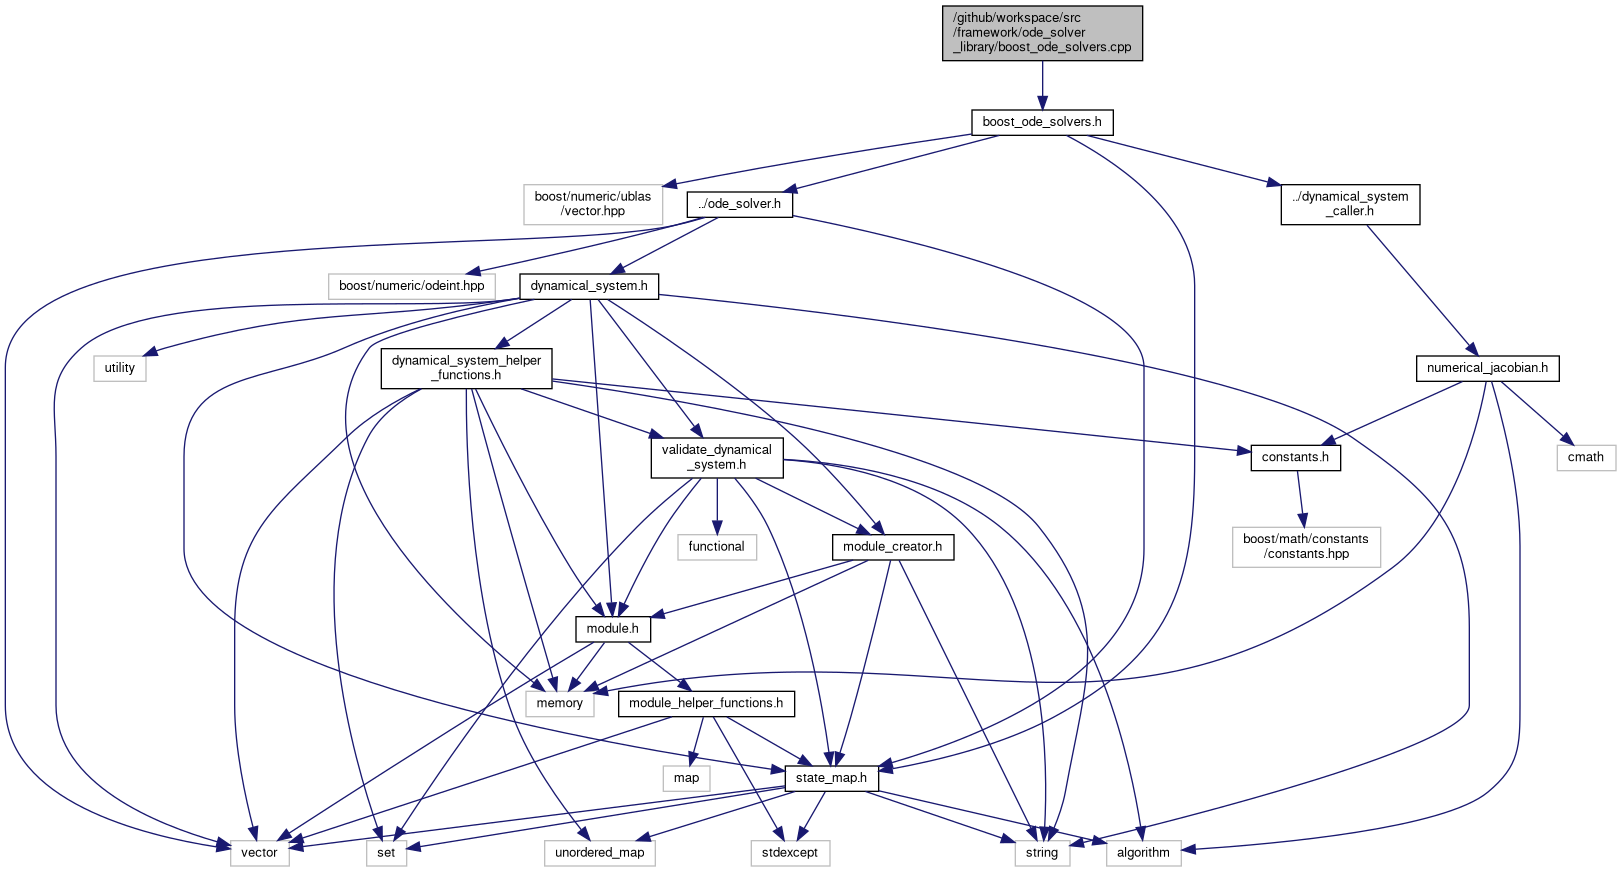 /github/workspace/src
/framework/ode_solver
_library/boost_ode_solvers.cpp
boost_ode_solvers.h
boost/numeric/ublas
/vector.hpp
../ode_solver.h
../dynamical_system
_caller.h
boost/numeric/odeint.hpp
dynamical_system.h
utility
dynamical_system_helper
_functions.h
numerical_jacobian.h
validate_dynamical
_system.h
constants.h
cmath
functional
module_creator.h
boost/math/constants
/constants.hpp
module.h
memory
module_helper_functions.h
map
state_map.h
vector
set
unordered_map
stdexcept
string
algorithm